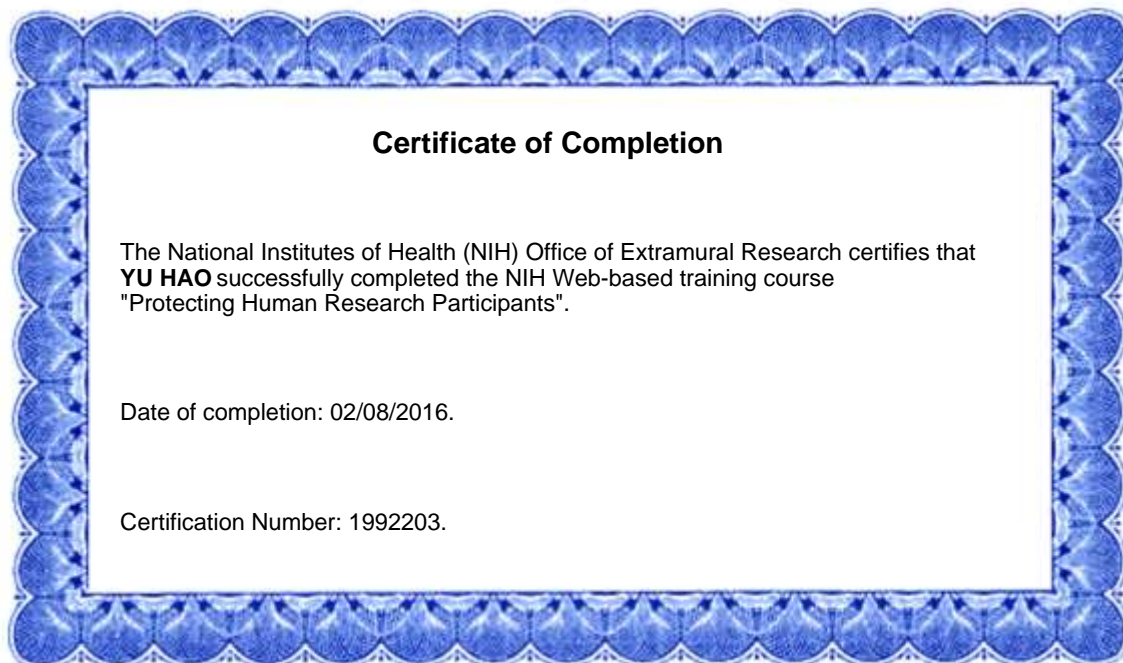 Certificate of Completion
The National Institutes of Health (NIH) Office of Extramural Research certifies that
YU HAO successfully completed the NIH Web-based training course
"Protecting Human Research Participants".
Date of completion: 02/08/2016.
Certification Number: 1992203.